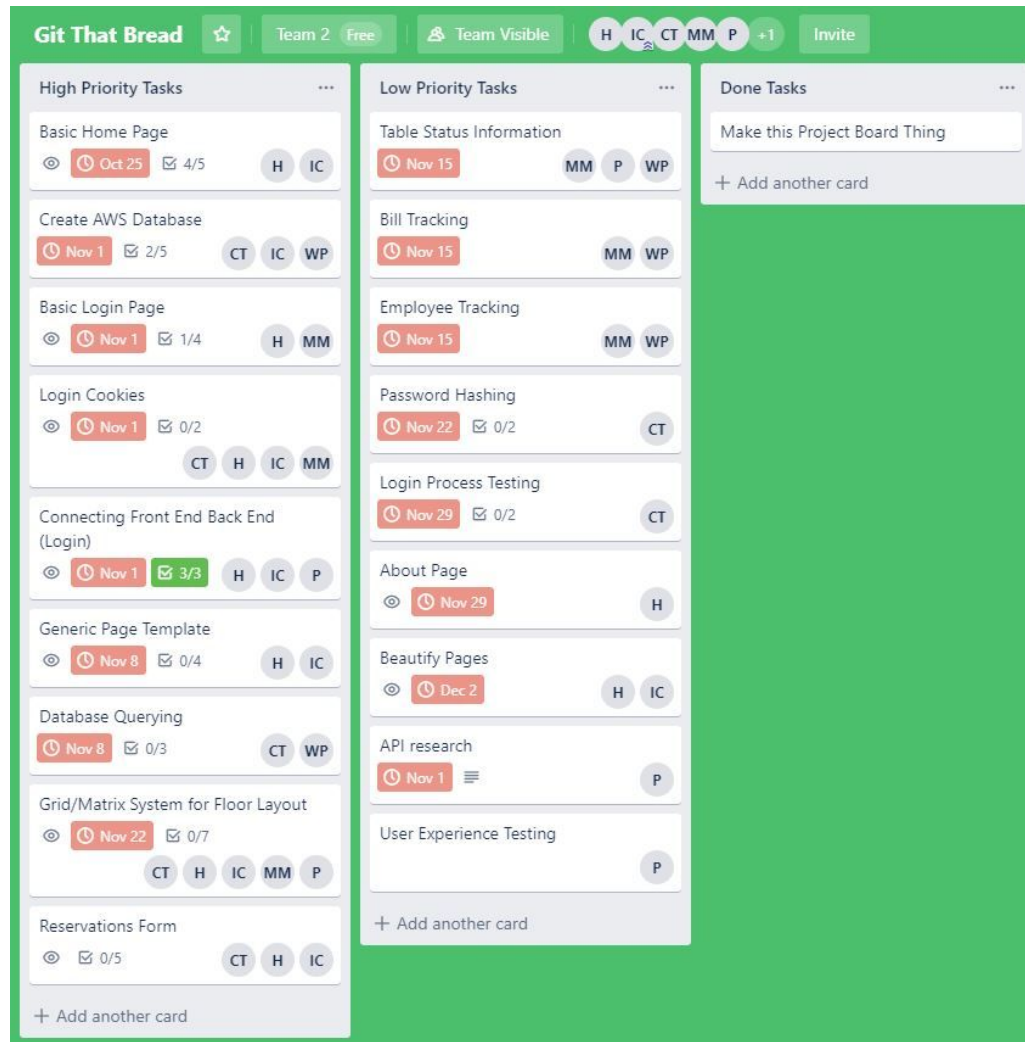 Git That Bread Team 2 Free Team Visible H IC CT MM P +1 Invite
High Priority Tasks
Basic Home Page
Oct 25 4/5 H IC
Create AWS Database
Nov 1 2/5 CT IC WP
Basic Login Page
Nov 1 1/4 H MM
Login Cookies
Nov 1 0/2
CT H IC MM
Connecting Front End Back End
(Login)
Nov 1 3/3 H IC P
Generic Page Template
Nov 8 0/4 H IC
Database Querying
Nov 8 0/3 CT WP
Grid/Matrix System for Floor Layout
Nov 22 0/7
CT H IC MM P
Reservations Form
0/5 CT H IC
+ Add another card
Low Priority Tasks
Table Status Information
Nov 15 MM P WP
Bill Tracking
Nov 15 MM WP
Employee Tracking
Nov 15 MM WP
Password Hashing
Nov 22 0/2 CT
Login Process Testing
Nov 29 0/2 CT
About Page
Nov 29 H
Beautify Pages
Dec 2 H IC
API research
Nov 1 P
User Experience Testing
P
+ Add another card
Done Tasks
Make this Project Board Thing
+ Add another card